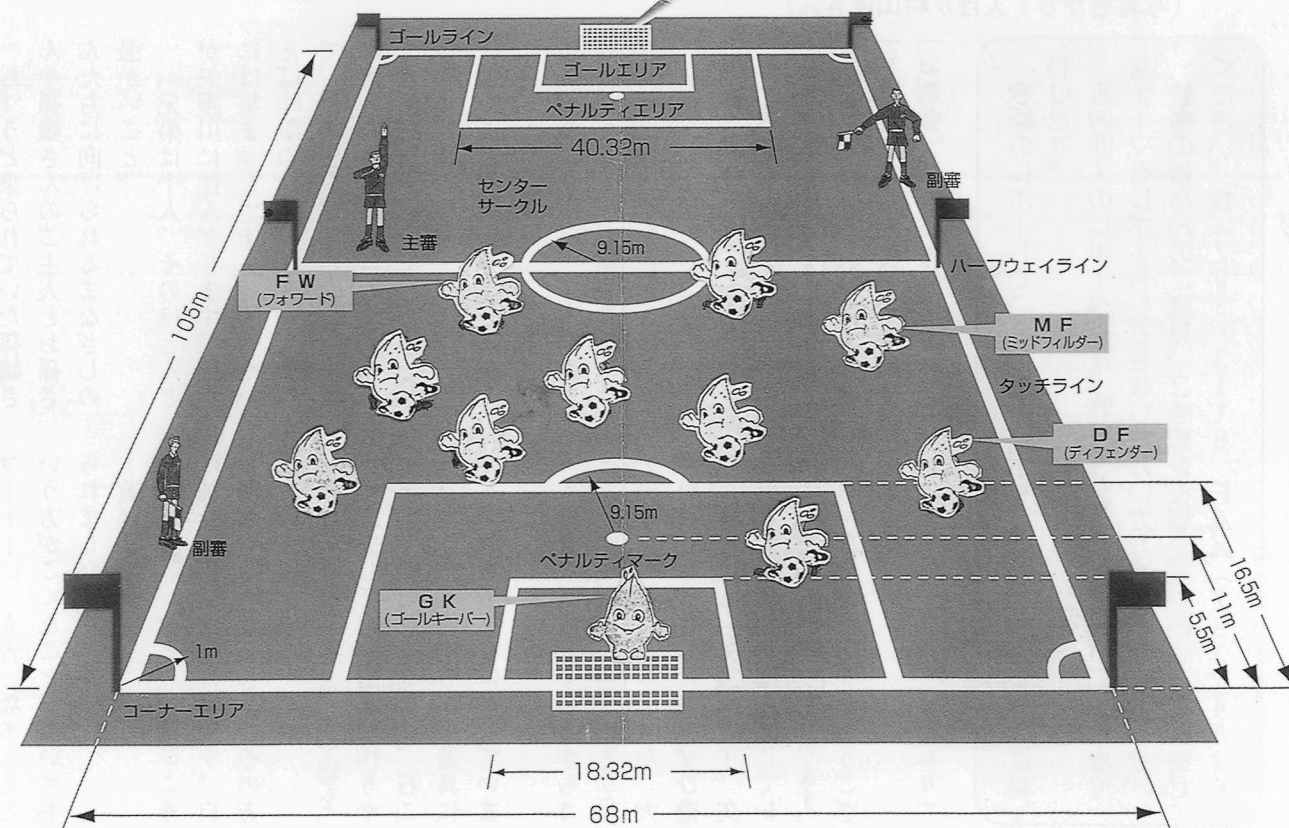 ゴールライン
ゴールエリア
ペナルティエリア
40.32m
副審
センター
サークル
主審
9.15m
ハーフウェイライン
F W
(フォワード)
105m
M F
(ミッドフィルダー)
タッチライン
D F
(ディフェンダー)
9.15m
副審
ペナルティマーク
16.5m
11m
5.5m
G K
(ゴールキーパー)
1m
コーナーエリア
18.32m
68m